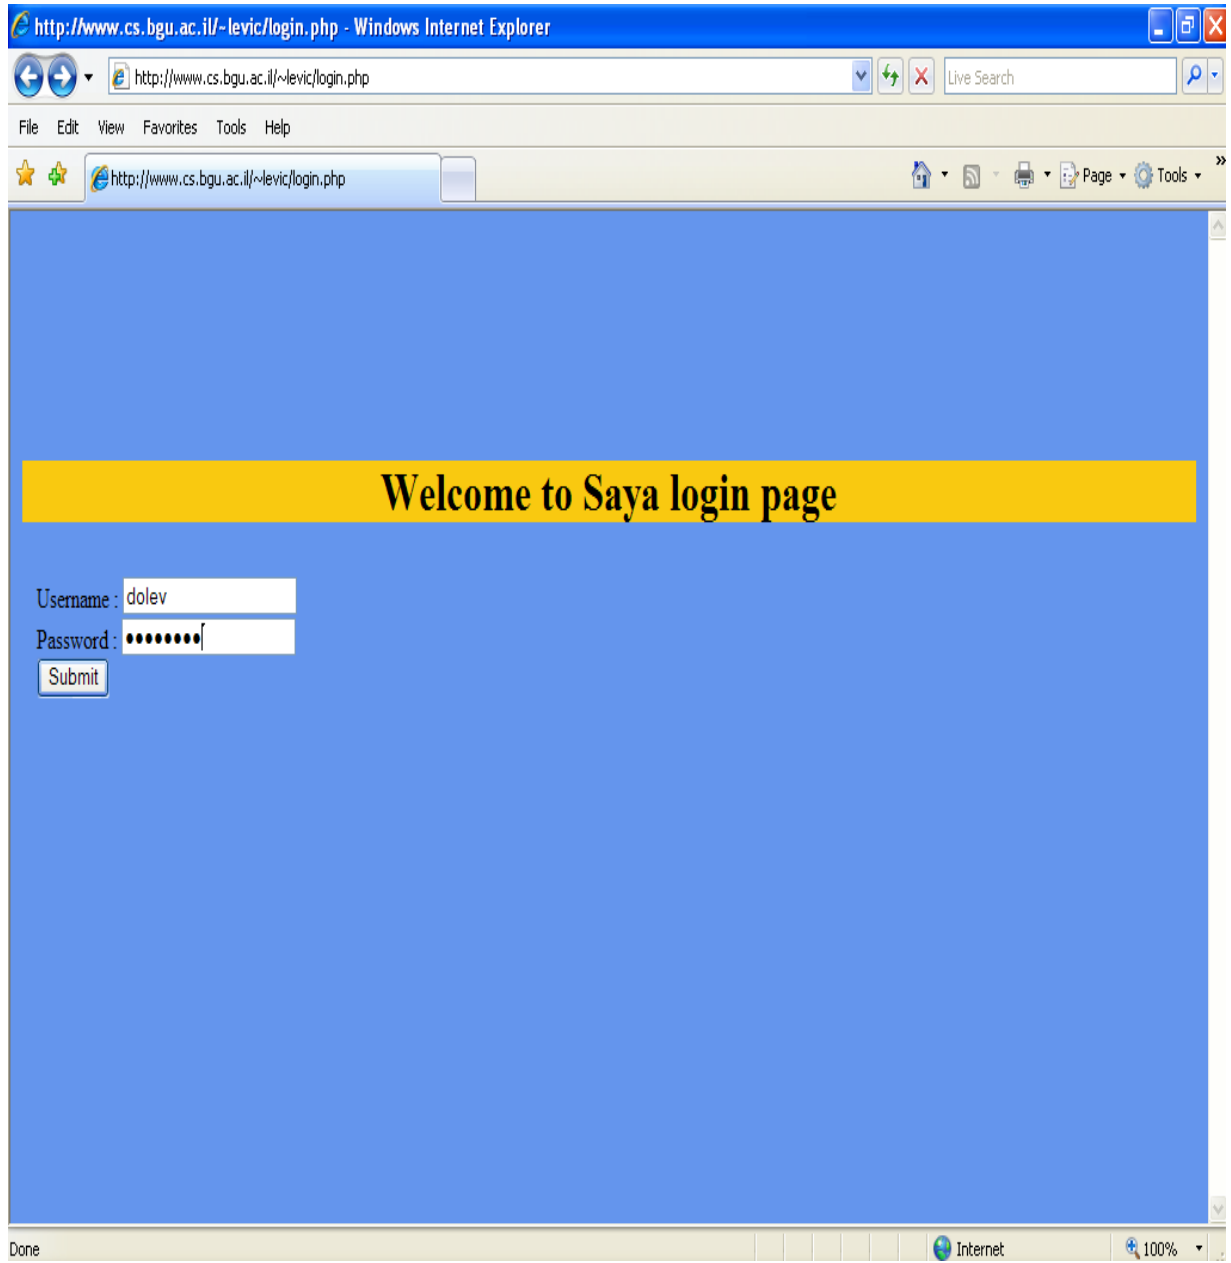 http://www.cs.bgu.ac.il/~levic/login.php - Windows Internet Explorer
http://www.cs.bgu.ac.il/~levic/login.php
Live Search
File Edit View Favorites Tools Help
http://www.cs.bgu.ac.il/~levic/login.php
Page Tools »
Welcome to Saya login page
Username : dolev
Password : ••••••••
Submit
Done
Internet
100%